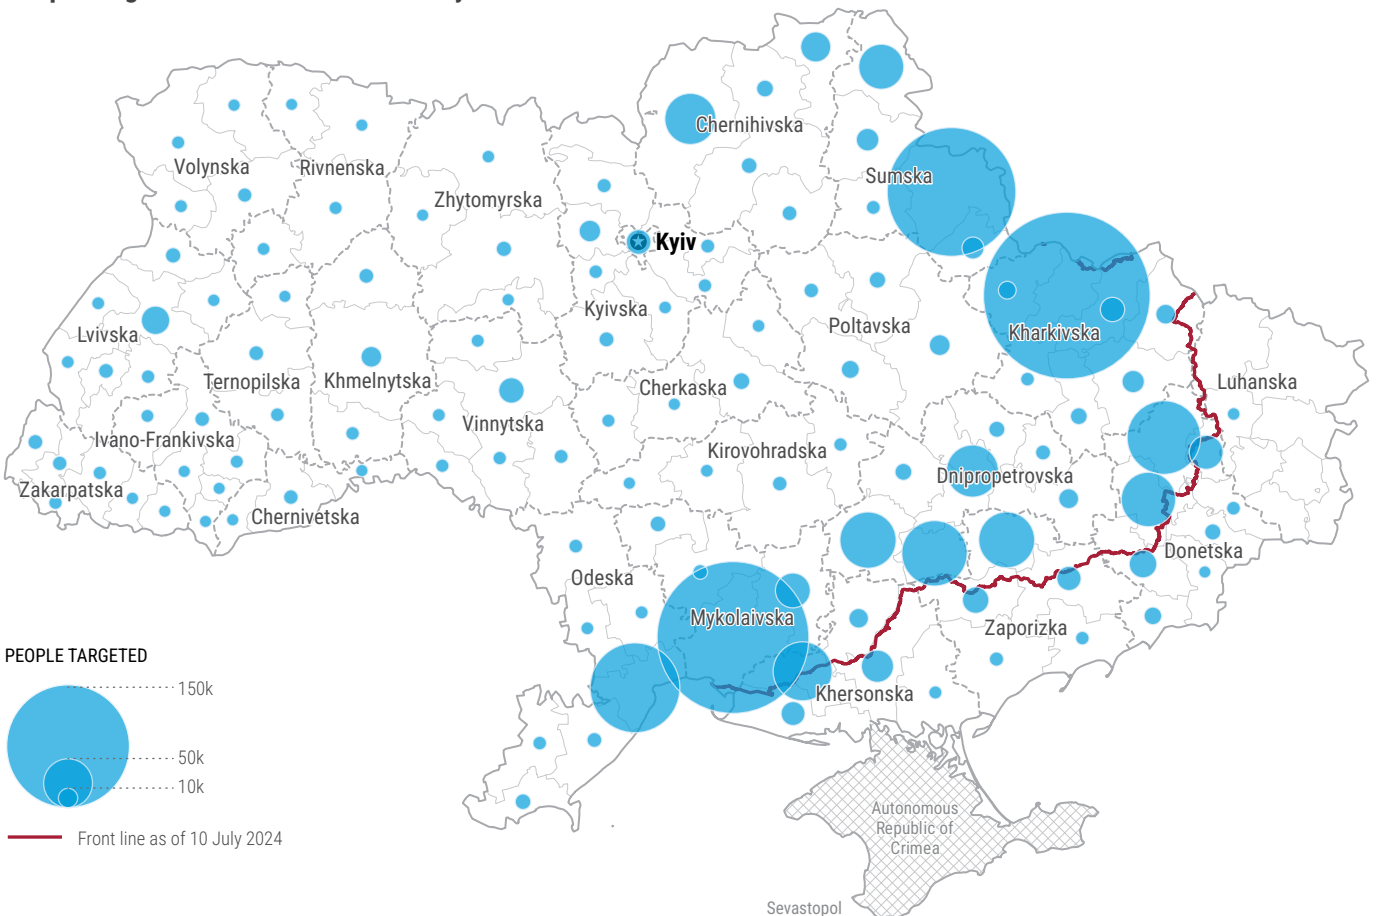 Chernihivska
Volynska
Rivnenska
Sumska
Zhytomyrska
Kyiv
Kyivska
Poltavska
Lvivska
Kharkivska
Ternopilska
Khmelnytska
Cherkaska
Luhanska
Vinnytska
Ivano-Frankivska
Kirovohradska
Dnipropetrovska
Zakarpatska
Chernivetska
Donetska
Odeska
Mykolaivska
Zaporizka
Khersonska
PEOPLE TARGETED
150k
50k
10k
Front line as of 10 July 2024
Autonomous
Republic of
Crimea
Sevastopol